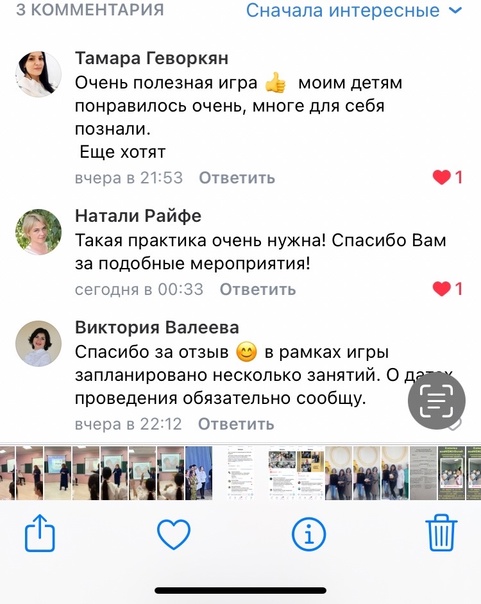 3 КОММЕНТАРИЯ
Сначала интересные
Тамара Геворкян
Очень полезная игра 👍 моим детям
понравилось очень, многе для себя
познали.
Еще хотят
вчера в 21:53 Ответить
1
Натали Райфе
Такая практика очень нужна! Спасибо Вам
за подобные мероприятия!
сегодня в 00:33 Ответить
1
Виктория Валеева
Спасибо за отзыв 😊 в рамках игры
запланировано несколько занятий. О датах
проведения обязательно сообщу.
вчера в 22:12 Ответить